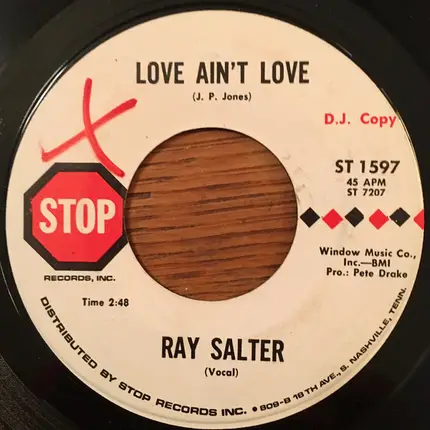 LOVE AIN'T LOVE
(J. P. Jones)
D.J. Copy
ST 1597
45 APM
ST 7207
STOP
RECORDS, INC.
Window Music Co.,
Inc.—BMI
Pro.: Pete Drake
Time 2:48
RAY SALTER
(Vocal)
DISTRIBUTED BY STOP RECORDS INC. • 809-B 18TH AVE., S. NASHVILLE, TENN.